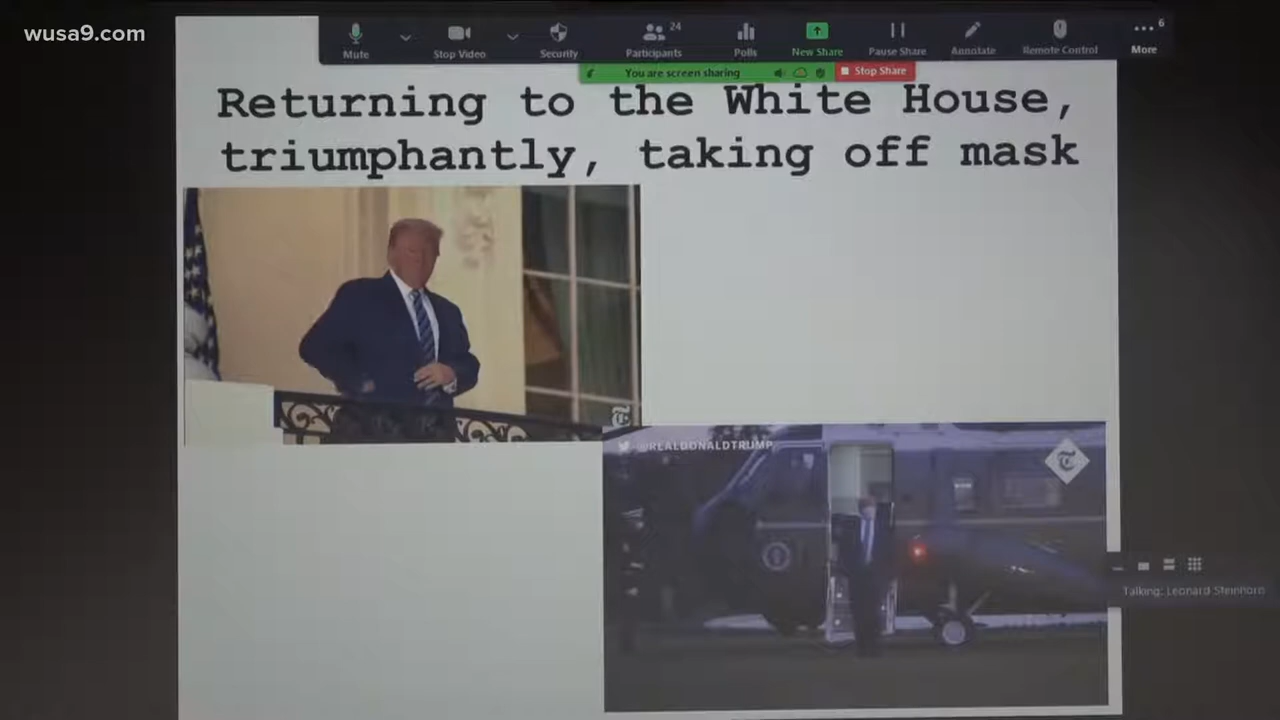 wusa9.com
Mute
Stop Video
Security
Participants
24
Polls
New Share
Pause Share
Annotate
Remote Control
More
6
You are screen sharing
Stop Share
Returning to the White House,
triumphantly, taking off mask
@REALDONALDTRUMP
Talking: Leonard Steinhorn